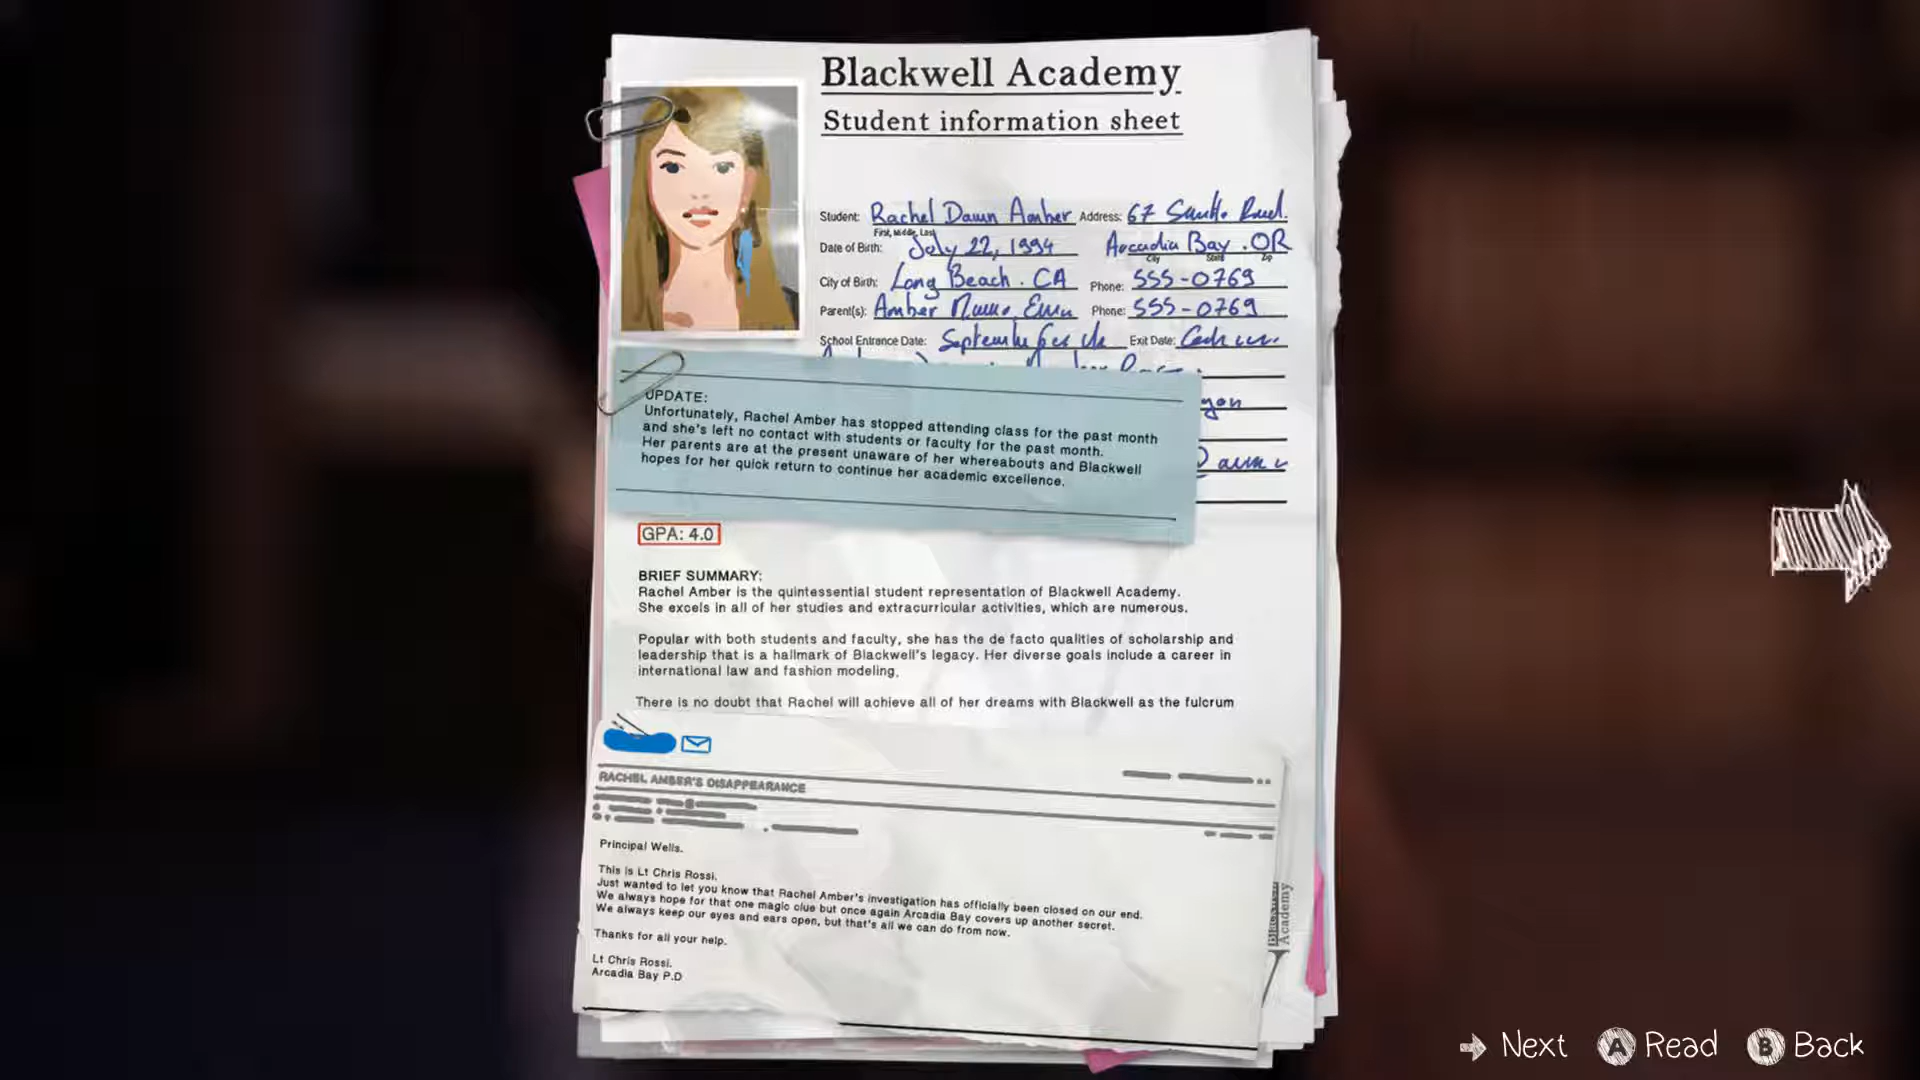 Blackwell Academy
Student information sheet
Student: Rachel Dawn Amber Address: 67
First, Middle, Last
Date of Birth: July 22, 1994 Arcadia Bay . OR
City State Zip
City of Birth: Long Beach . CA Phone: 555-0769
Parent(s): Amber Phone: 555-0769
School Entrance Date: Exit Date:
UPDATE:
Unfortunately, Rachel Amber has stopped attending class for the past month
and she's left no contact with students or faculty for the past month.
Her parents are at the present unaware of her whereabouts and Blackwell
hopes for her quick return to continue her academic excellence.
GPA: 4.0
BRIEF SUMMARY:
Rachel Amber is the quintessential student representation of Blackwell Academy.
She excels in all of her studies and extracurricular activities, which are numerous.
Popular with both students and faculty, she has the de facto qualities of scholarship and
leadership that is a hallmark of Blackwell's legacy. Her diverse goals include a career in
international law and fashion modeling.
There is no doubt that Rachel will achieve all of her dreams with Blackwell as the fulcrum
RACHEL AMBER'S DISAPPEARANCE
Principal Wells.
This is Lt Chris Rossi.
Just wanted to let you know that Rachel Amber's investigation has officially been closed on our end.
We always hope for that one magic clue but once again Arcadia Bay covers up another secret.
We always keep our eyes and ears open, but that's all we can do from now.
Thanks for all your help.
Lt Chris Rossi.
Arcadia Bay P.D
Blackwell
Academy
Next A Read B Back